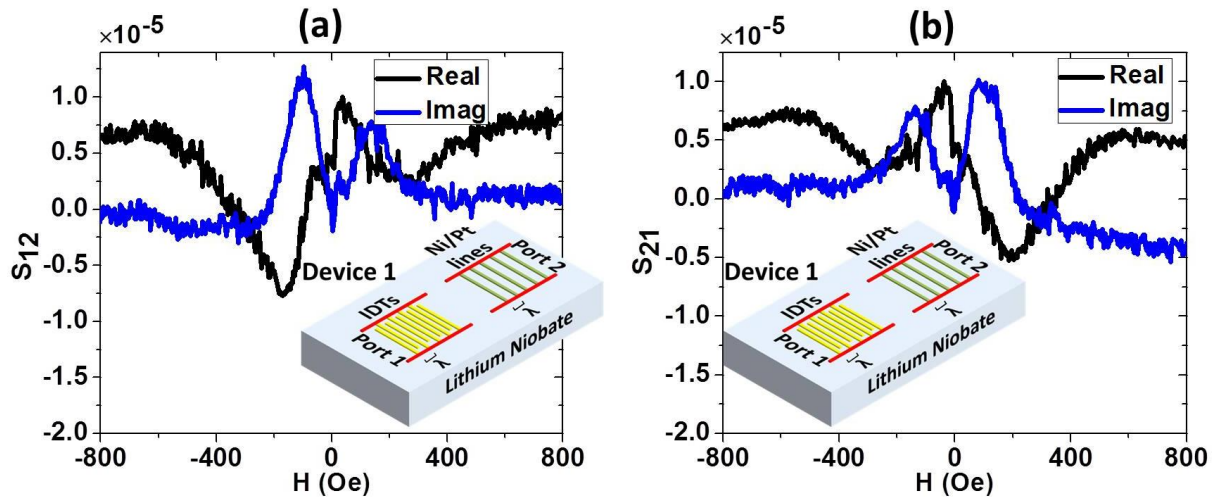 (a)
×10⁻⁵
Real
Imag
1.0
0.5
0.0
-0.5
-1.0
-1.5
-2.0
S₁₂
-800
-400
0
400
800
H (Oe)
Device 1
Ni/Pt
lines
Port 2
IDTs
Port 1
λ
λ
Lithium Niobate
(b)
×10⁻⁵
Real
Imag
1.0
0.5
0.0
-0.5
-1.0
-1.5
-2.0
S₂₁
-800
-400
0
400
800
H (Oe)
Device 1
Ni/Pt
lines
Port 2
IDTs
Port 1
λ
λ
Lithium Niobate